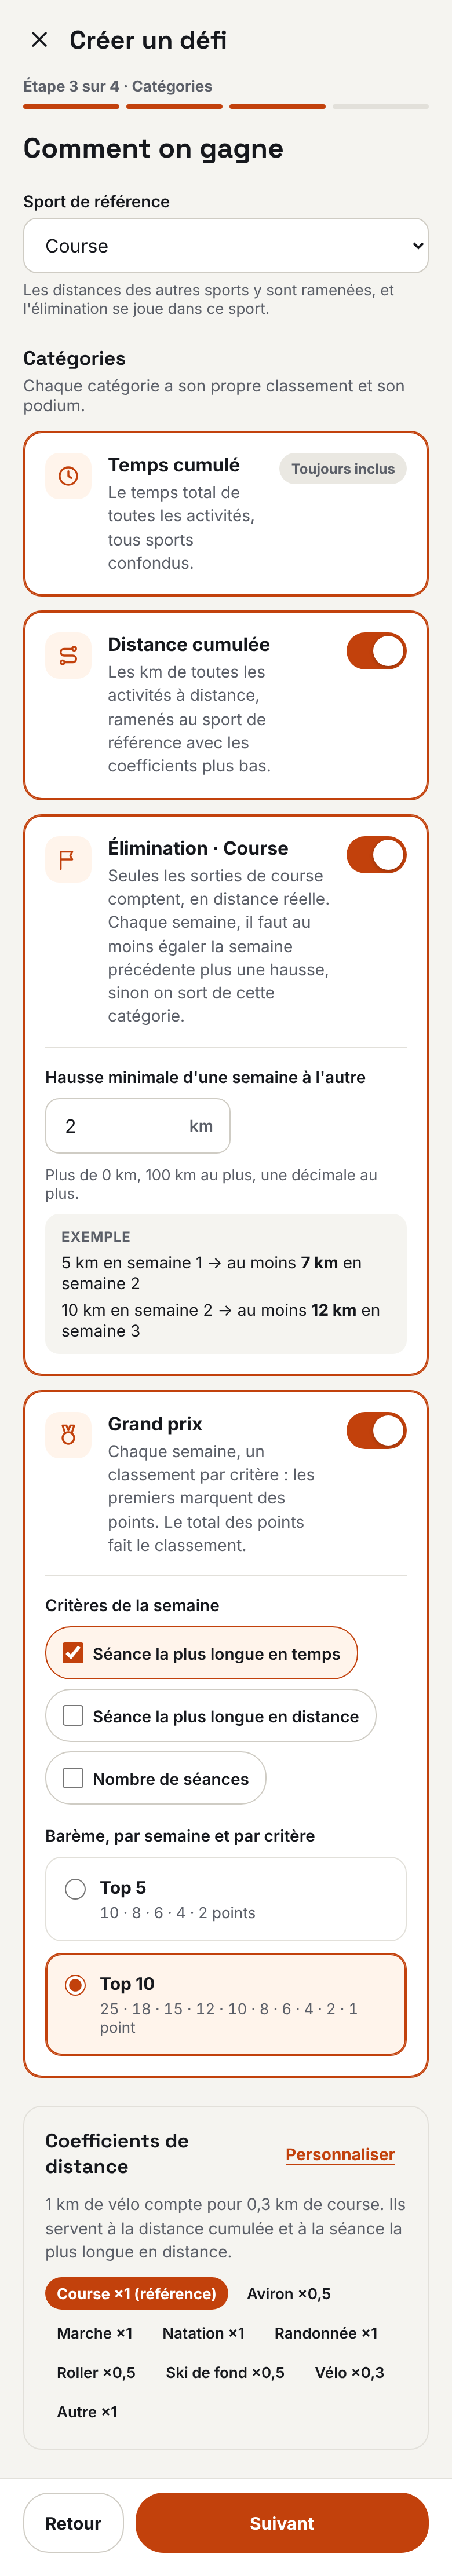 Créer un défi
Étape 3 sur 4 · Catégories
Comment on gagne
Sport de référence
Course
Les distances des autres sports y sont ramenées, et
l'élimination se joue dans ce sport.
Catégories
Chaque catégorie a son propre classement et son
podium.
Temps cumulé
Toujours inclus
Le temps total de
toutes les activités,
tous sports
confondus.
Distance cumulée
Les km de toutes les
activités à distance,
ramenés au sport de
référence avec les
coefficients plus bas.
Élimination · Course
Seules les sorties de course
comptent, en distance réelle.
Chaque semaine, il faut au
moins égaler la semaine
précédente plus une hausse,
sinon on sort de cette
catégorie.
Hausse minimale d'une semaine à l'autre
2 km
Plus de 0 km, 100 km au plus, une décimale au
plus.
EXEMPLE
5 km en semaine 1 → au moins 7 km en
semaine 2
10 km en semaine 2 → au moins 12 km en
semaine 3
Grand prix
Chaque semaine, un
classement par critère : les
premiers marquent des
points. Le total des points
fait le classement.
Critères de la semaine
Séance la plus longue en temps
Séance la plus longue en distance
Nombre de séances
Barème, par semaine et par critère
Top 5
10 · 8 · 6 · 4 · 2 points
Top 10
25 · 18 · 15 · 12 · 10 · 8 · 6 · 4 · 2 · 1
point
Coefficients de
distance
Personnaliser
1 km de vélo compte pour 0,3 km de course. Ils
servent à la distance cumulée et à la séance la
plus longue en distance.
Course ×1 (référence) Aviron ×0,5
Marche ×1 Natation ×1 Randonnée ×1
Roller ×0,5 Ski de fond ×0,5 Vélo ×0,3
Autre ×1
Retour Suivant